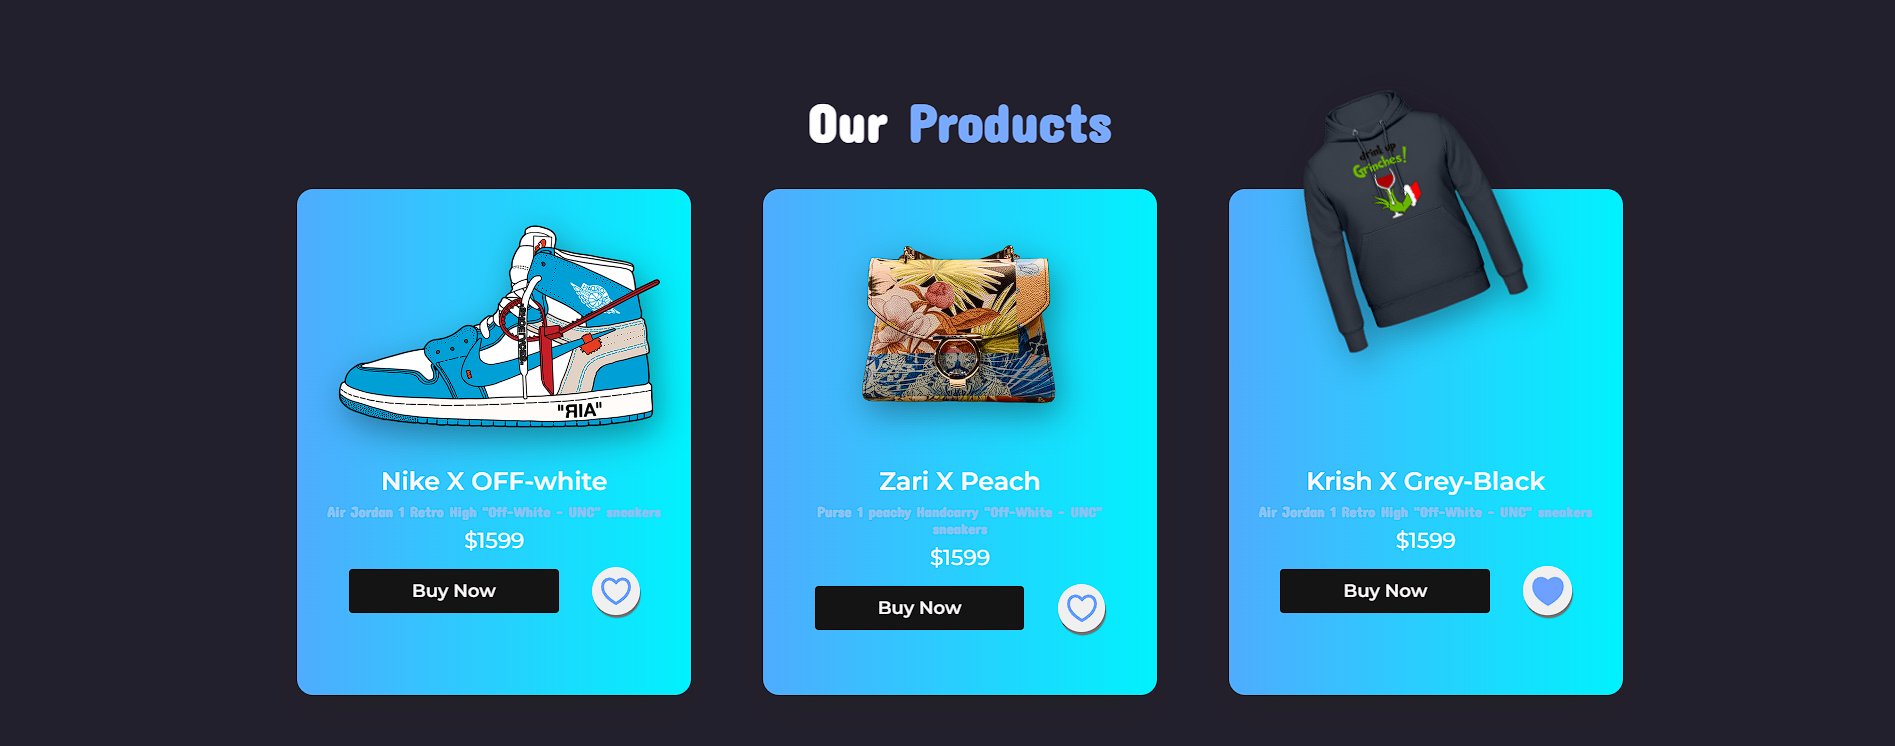 Our Products
drink up
Grinches!
"ЯIA"
Nike X OFF-white
Air Jordan 1 Retro High "Off-White - UNC" sneakers
$1599
Buy Now
Zari X Peach
Purse 1 peachy Handcarry "Off-White - UNC"
sneakers
$1599
Buy Now
Krish X Grey-Black
Air Jordan 1 Retro High "Off-White - UNC" sneakers
$1599
Buy Now